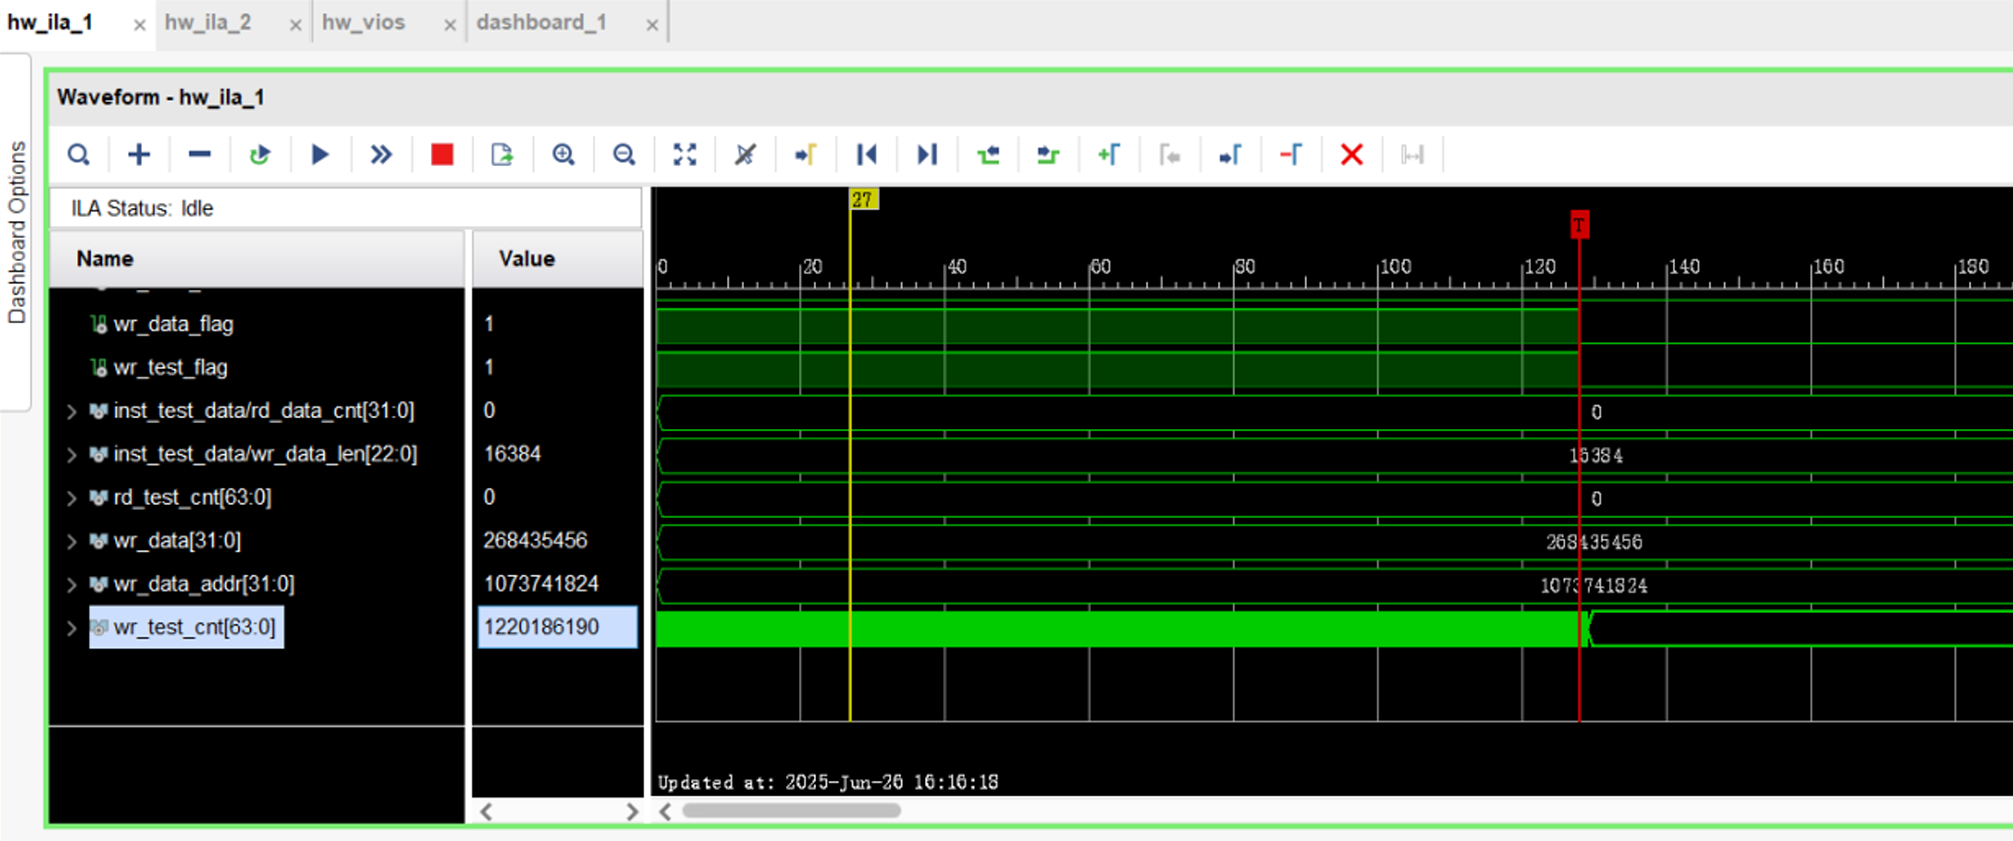 hw_ila_1 × hw_ila_2 × hw_vios × dashboard_1 ×
Dashboard Options
Waveform - hw_ila_1
ILA Status: Idle
Name Value
27
T
0 20 40 60 80 100 120 140 160 180
wr_data_flag 1
wr_test_flag 1
inst_test_data/rd_data_cnt[31:0] 0 0
inst_test_data/wr_data_len[22:0] 16384 16384
rd_test_cnt[63:0] 0 0
wr_data[31:0] 268435456 268435456
wr_data_addr[31:0] 1073741824 1073741824
wr_test_cnt[63:0] 1220186190
Updated at: 2025-Jun-26 16:16:18